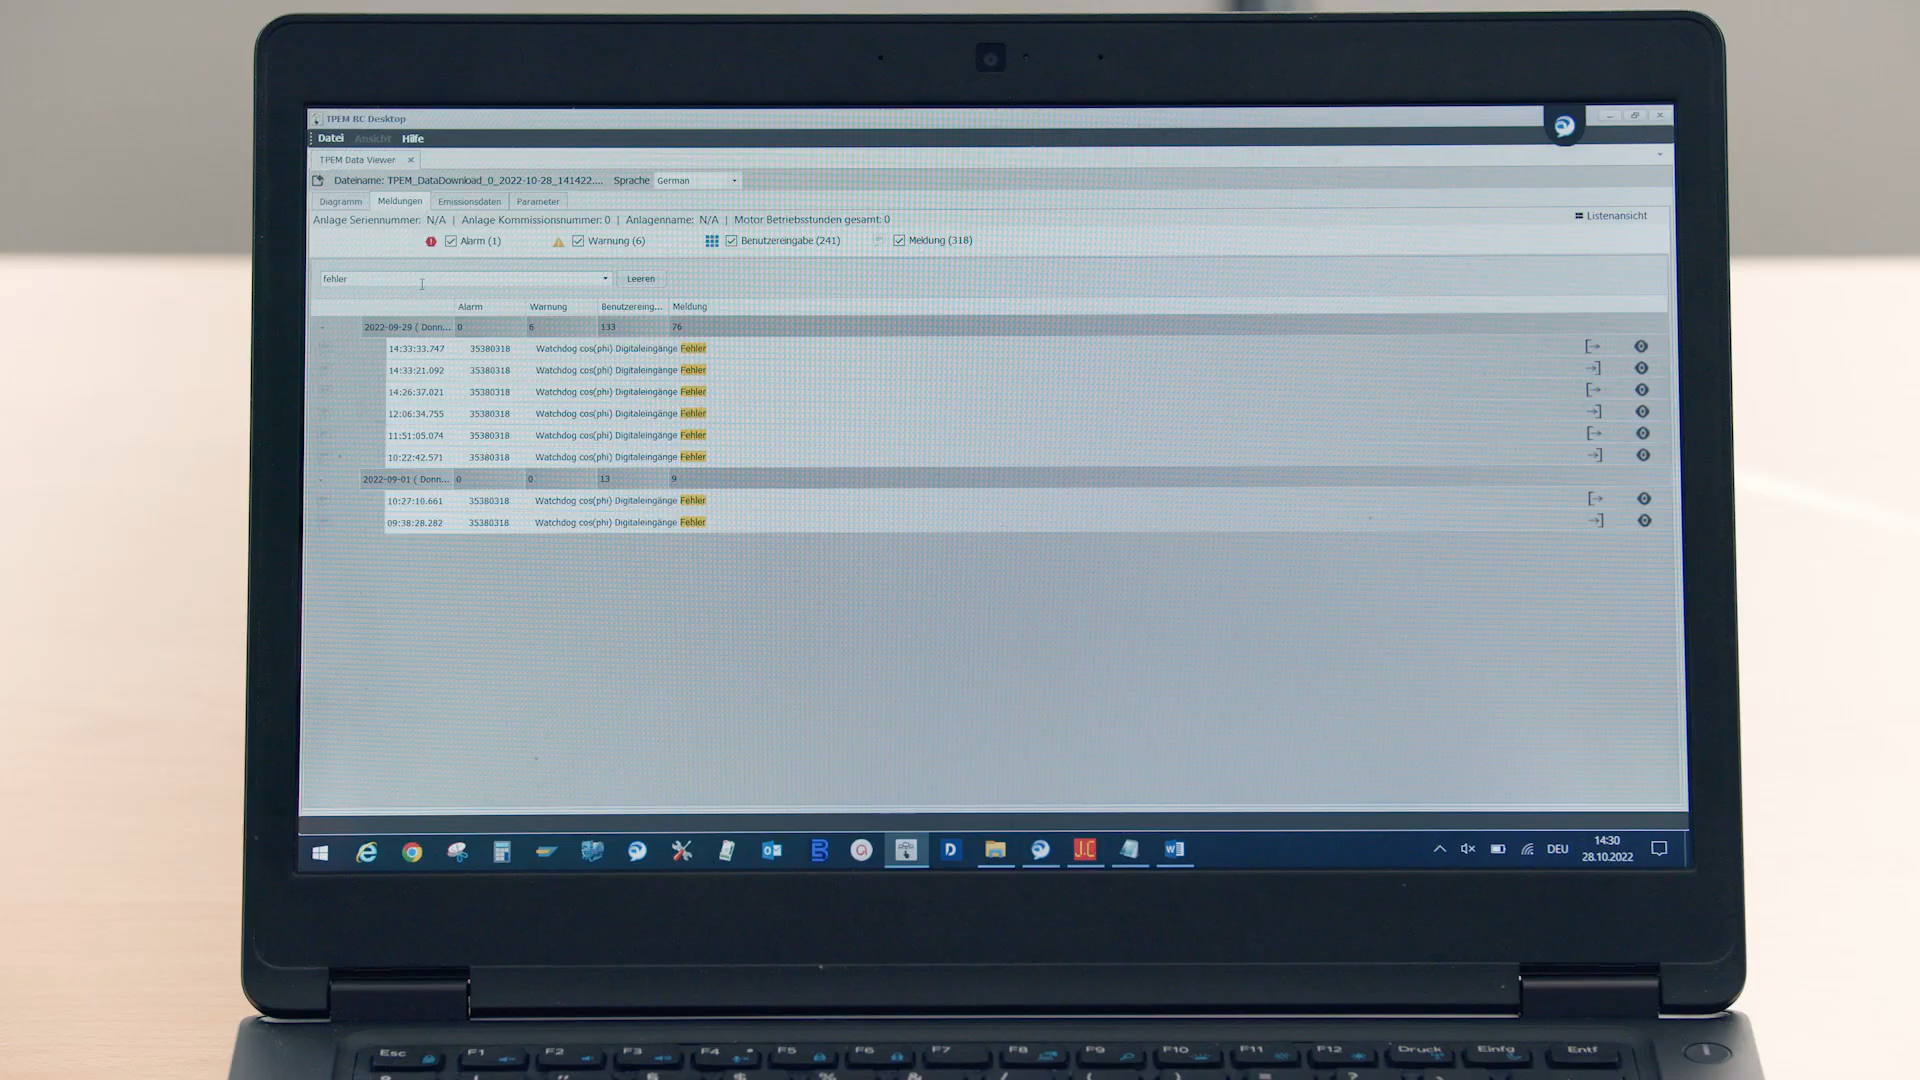 TPEM RC Desktop
Datei Ansicht Hilfe
TPEM Data Viewer
Dateiname: TPEM_DataDownload_0_2022-10-28_141422.... Sprache German
Diagramm Meldungen Emissionsdaten Parameter
Anlage Seriennummer: N/A | Anlage Kommissionsnummer: 0 | Anlagenname: N/A | Motor Betriebsstunden gesamt: 0
Listenansicht
Alarm (1) Warnung (6) Benutzereingabe (241) Meldung (318)
fehler Leeren
Alarm Warnung Benutzereing... Meldung
2022-09-29 ( Donn... 0 6 133 76
14:33:33.747 35380318 Watchdog cos(phi) Digitaleingänge Fehler
14:33:21.092 35380318 Watchdog cos(phi) Digitaleingänge Fehler
14:26:37.021 35380318 Watchdog cos(phi) Digitaleingänge Fehler
12:06:34.755 35380318 Watchdog cos(phi) Digitaleingänge Fehler
11:51:05.074 35380318 Watchdog cos(phi) Digitaleingänge Fehler
10:22:42.571 35380318 Watchdog cos(phi) Digitaleingänge Fehler
2022-09-01 ( Donn... 0 0 13 9
10:27:10.661 35380318 Watchdog cos(phi) Digitaleingänge Fehler
09:38:28.282 35380318 Watchdog cos(phi) Digitaleingänge Fehler
DEU
14:30
28.10.2022
Esc F1 F2 F3 F4 F5 F6 F7 F8 F9 F10 F11 F12 Druck Einfg Entf